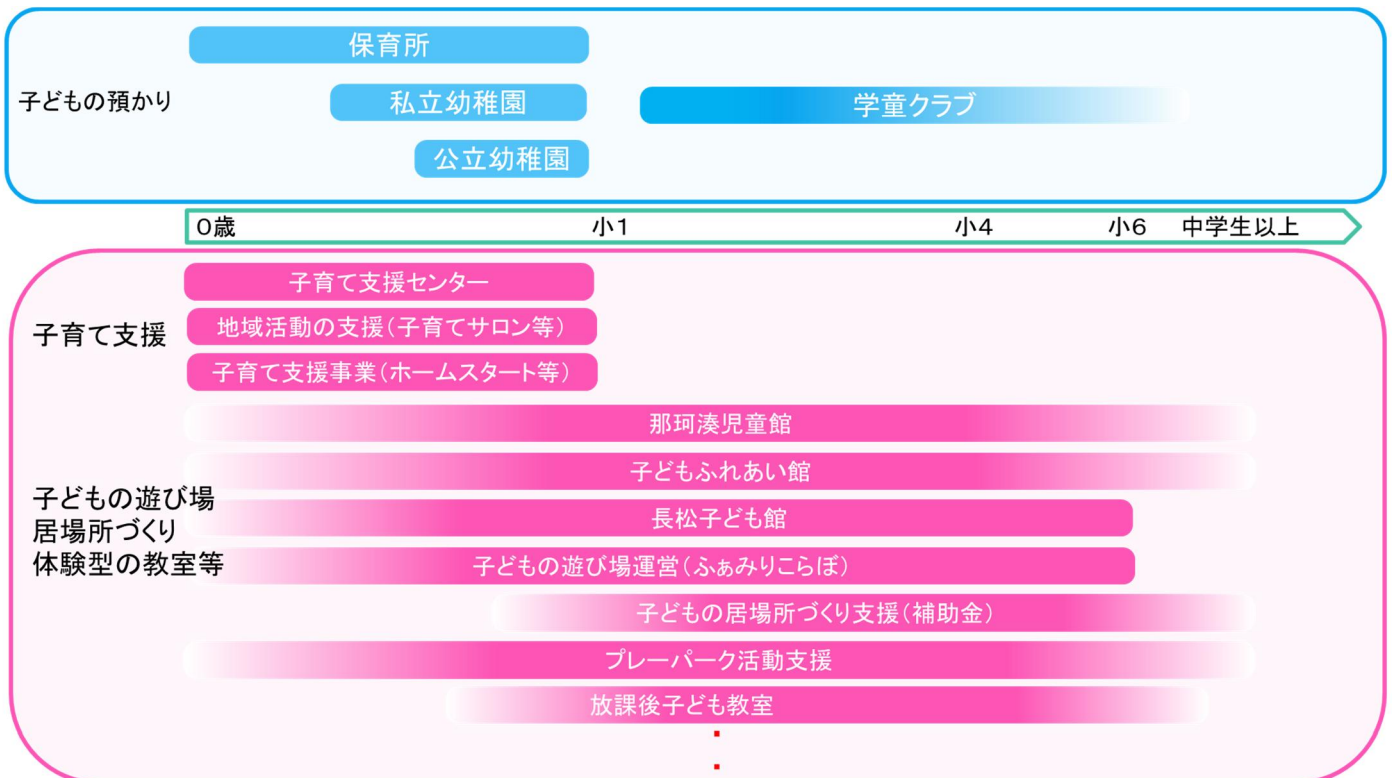 保育所
子どもの預かり
私立幼稚園
学童クラブ
公立幼稚園
0歳
小1
小4
小6
中学生以上
子育て支援センター
子育て支援
地域活動の支援(子育てサロン等)
子育て支援事業(ホームスタート等)
那珂湊児童館
子どもふれあい館
子どもの遊び場
居場所づくり
体験型の教室等
長松子ども館
子どもの遊び場運営(ふぁみりこらぼ)
子どもの居場所づくり支援(補助金)
プレーパーク活動支援
放課後子ども教室